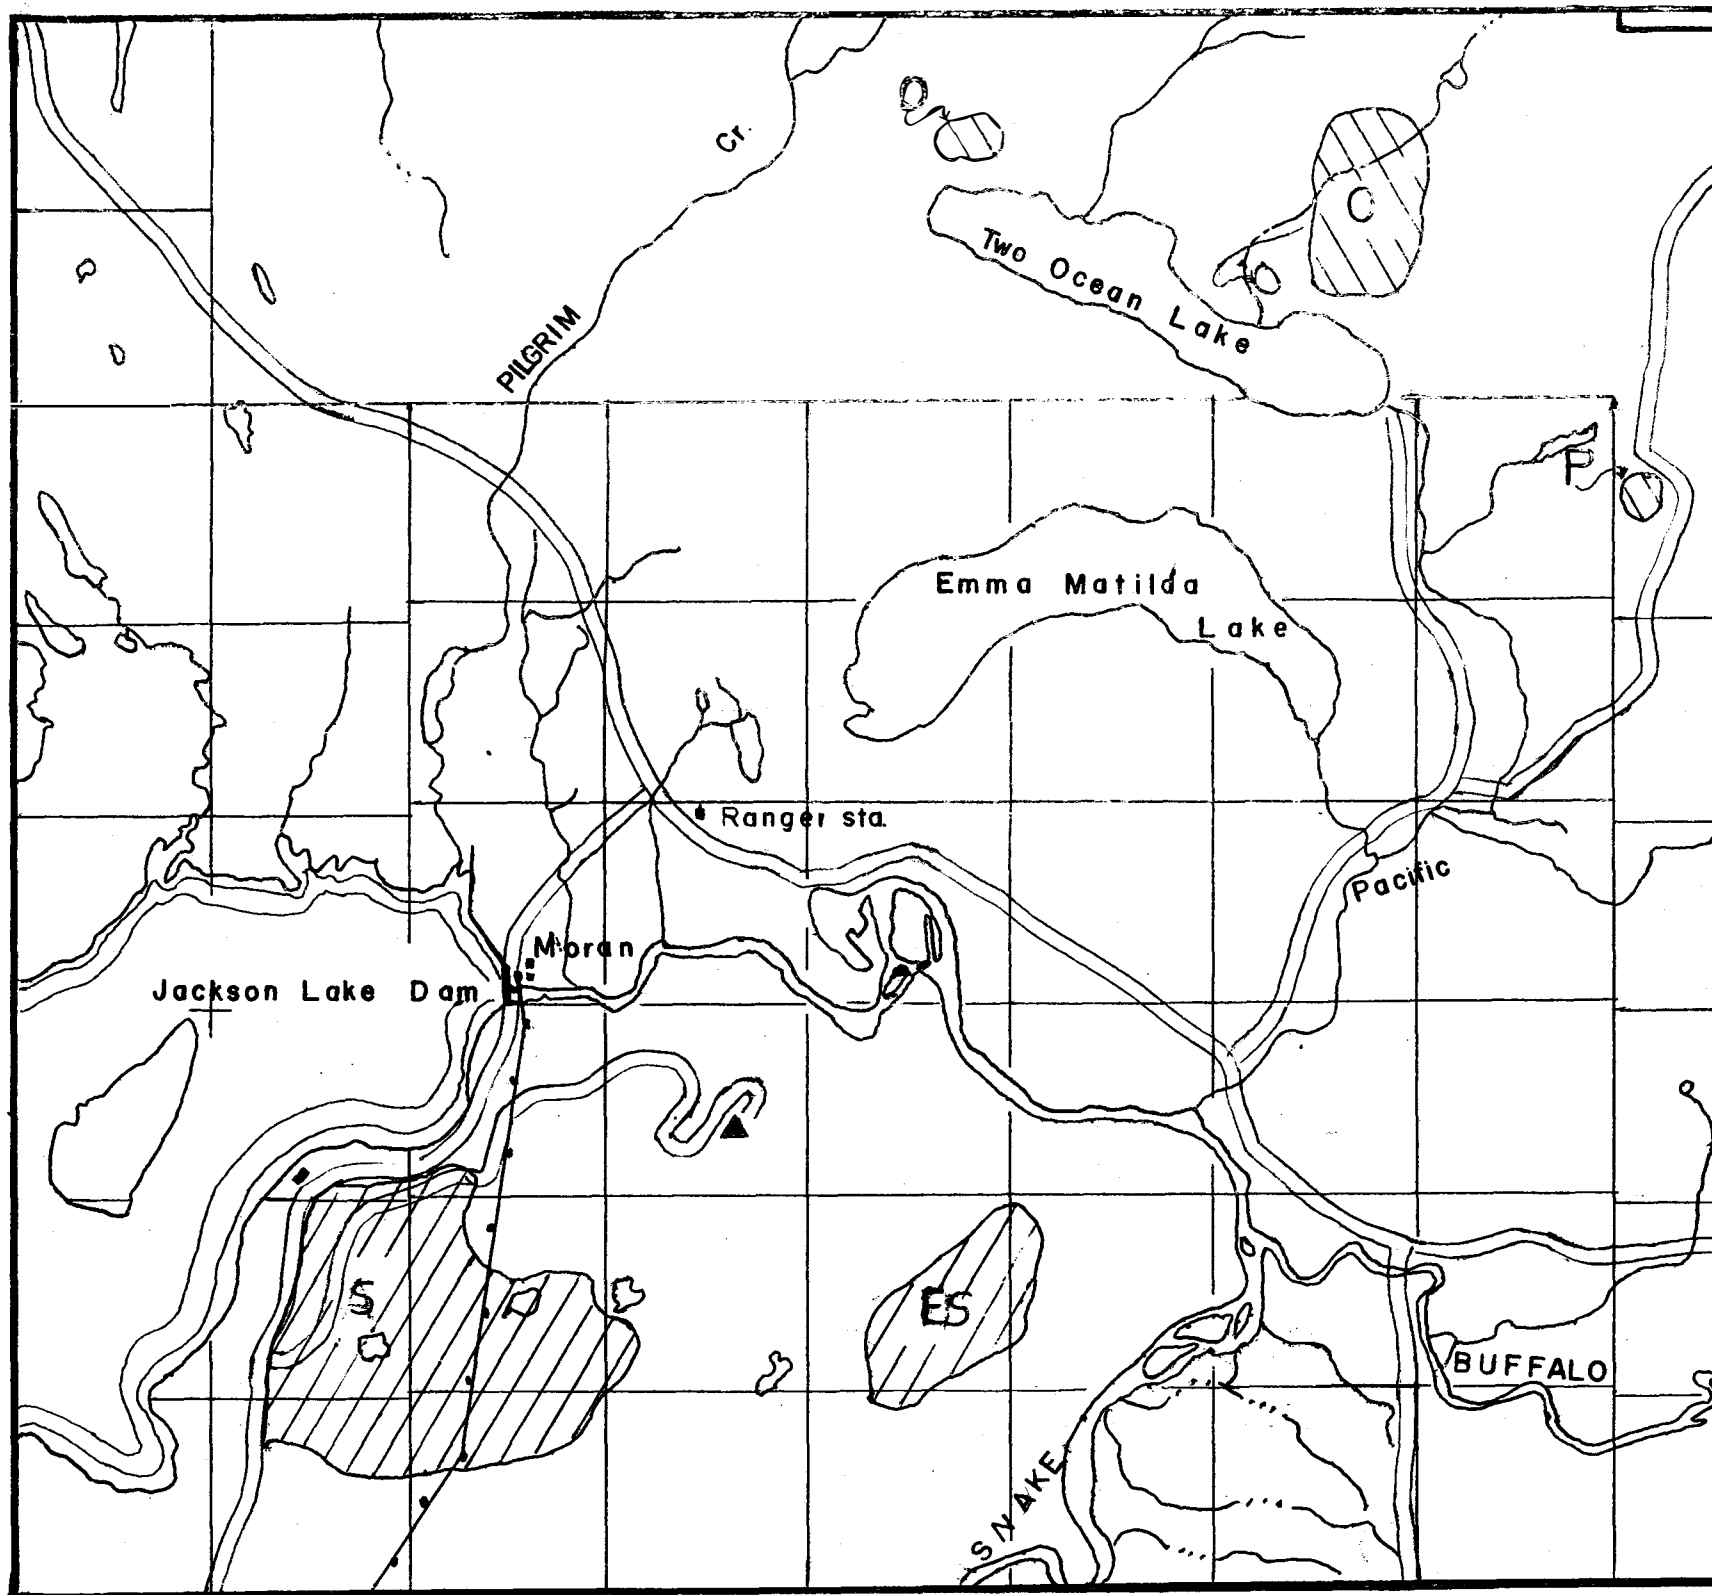 Cr.
C
Two Ocean Lake
PILGRIM
P
Emma Matilda
Lake
Ranger sta.
Pacific
Moran
Jackson Lake Dam
S
ES
BUFFALO
SNAKE